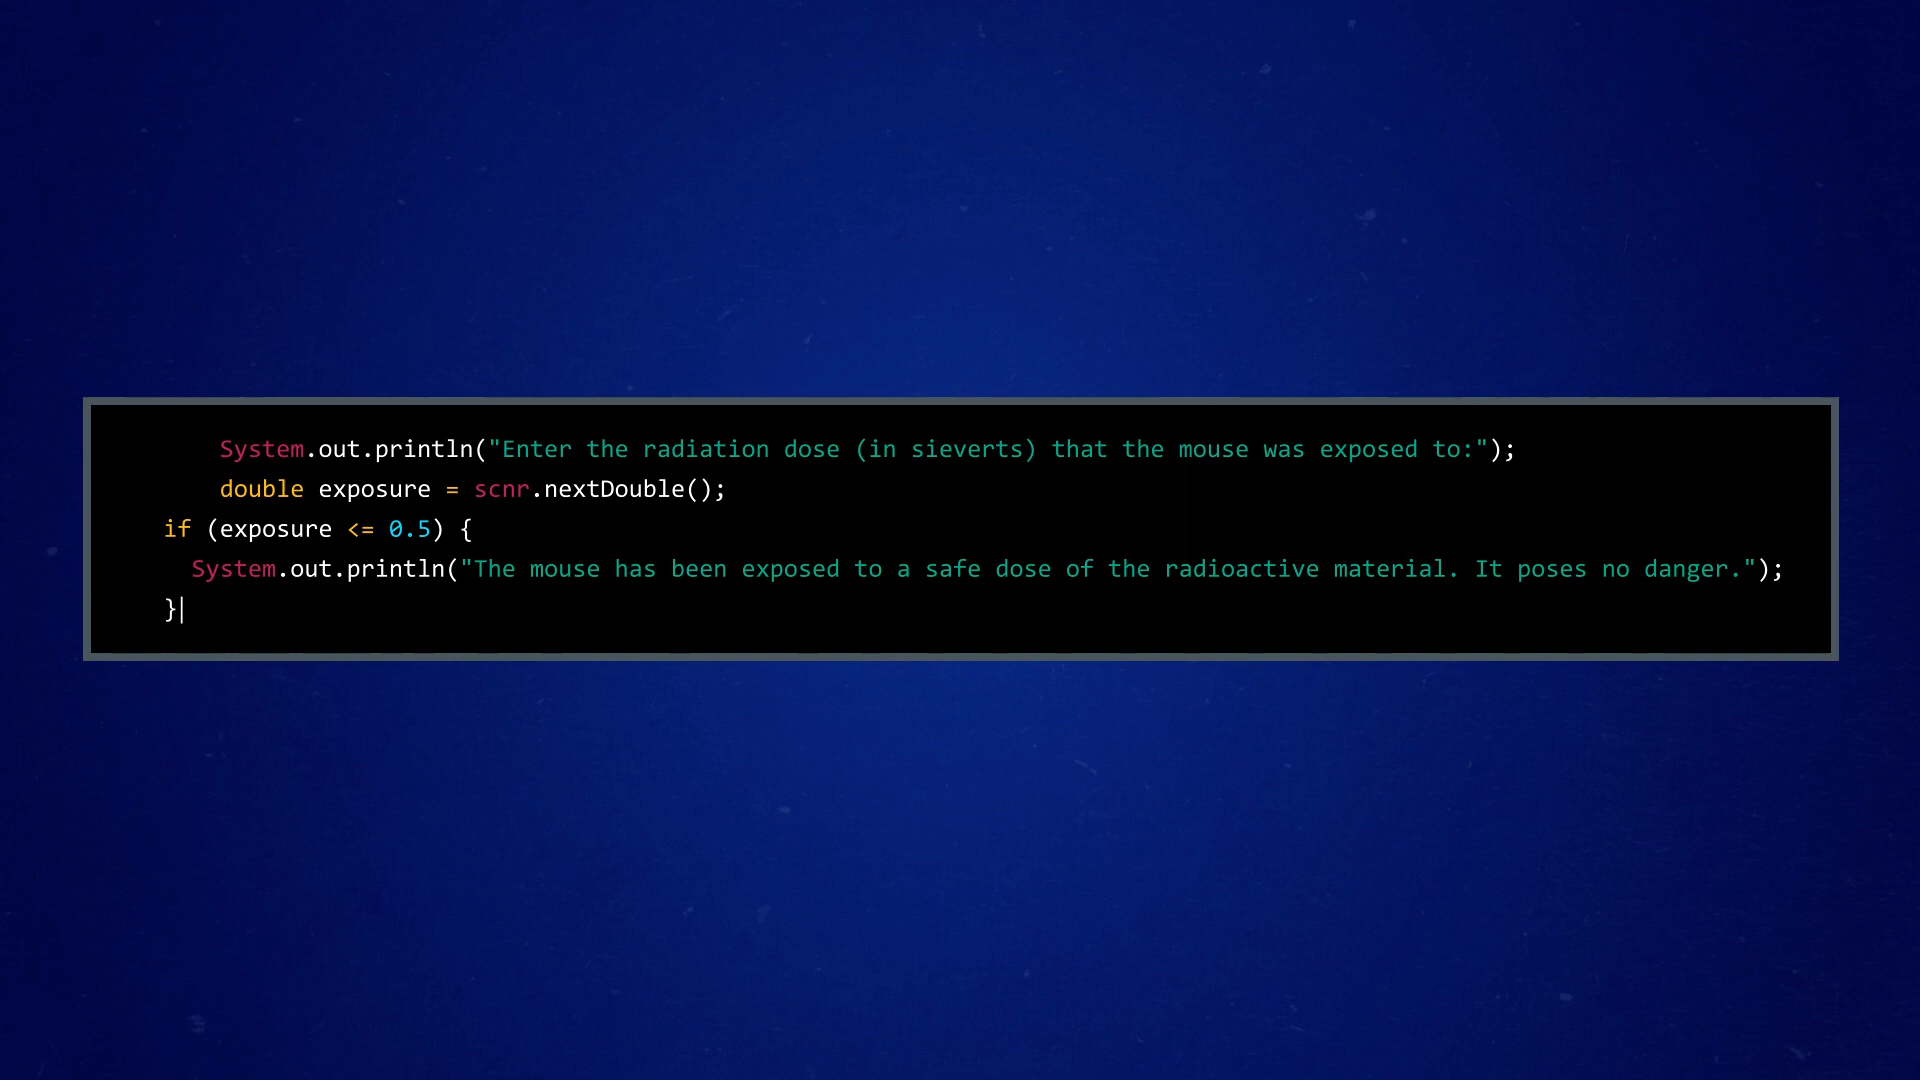 System.out.println("Enter the radiation dose (in sieverts) that the mouse was exposed to:");
double exposure = scnr.nextDouble();
if (exposure <= 0.5) {
System.out.println("The mouse has been exposed to a safe dose of the radioactive material. It poses no danger.");
}